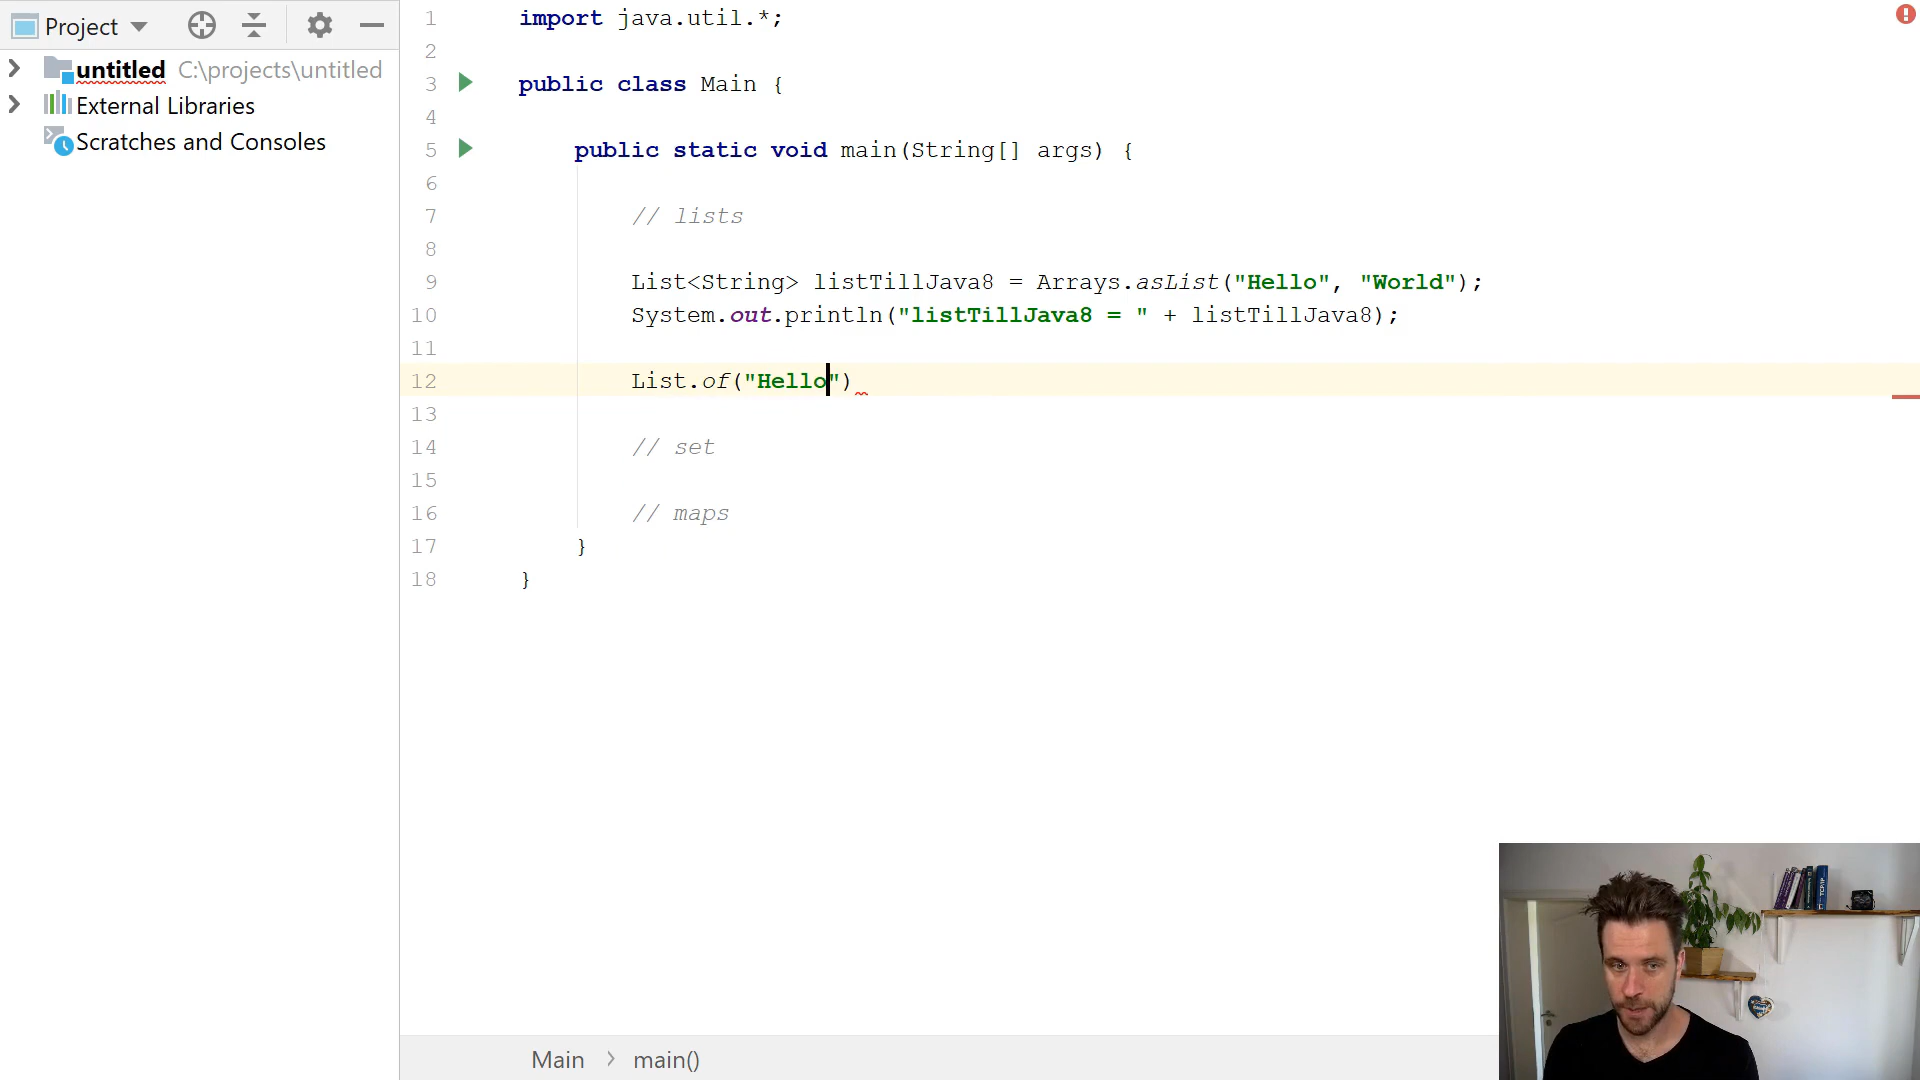 Project
untitled C:\projects\untitled
External Libraries
Scratches and Consoles
1 import java.util.*;
2
3 public class Main {
4
5 public static void main(String[] args) {
6
7 // lists
8
9 List<String> listTillJava8 = Arrays.asList("Hello", "World");
10 System.out.println("listTillJava8 = " + listTillJava8);
11
12 List.of("Hello")
13
14 // set
15
16 // maps
17 }
18 }
Main > main()
TCP/IP